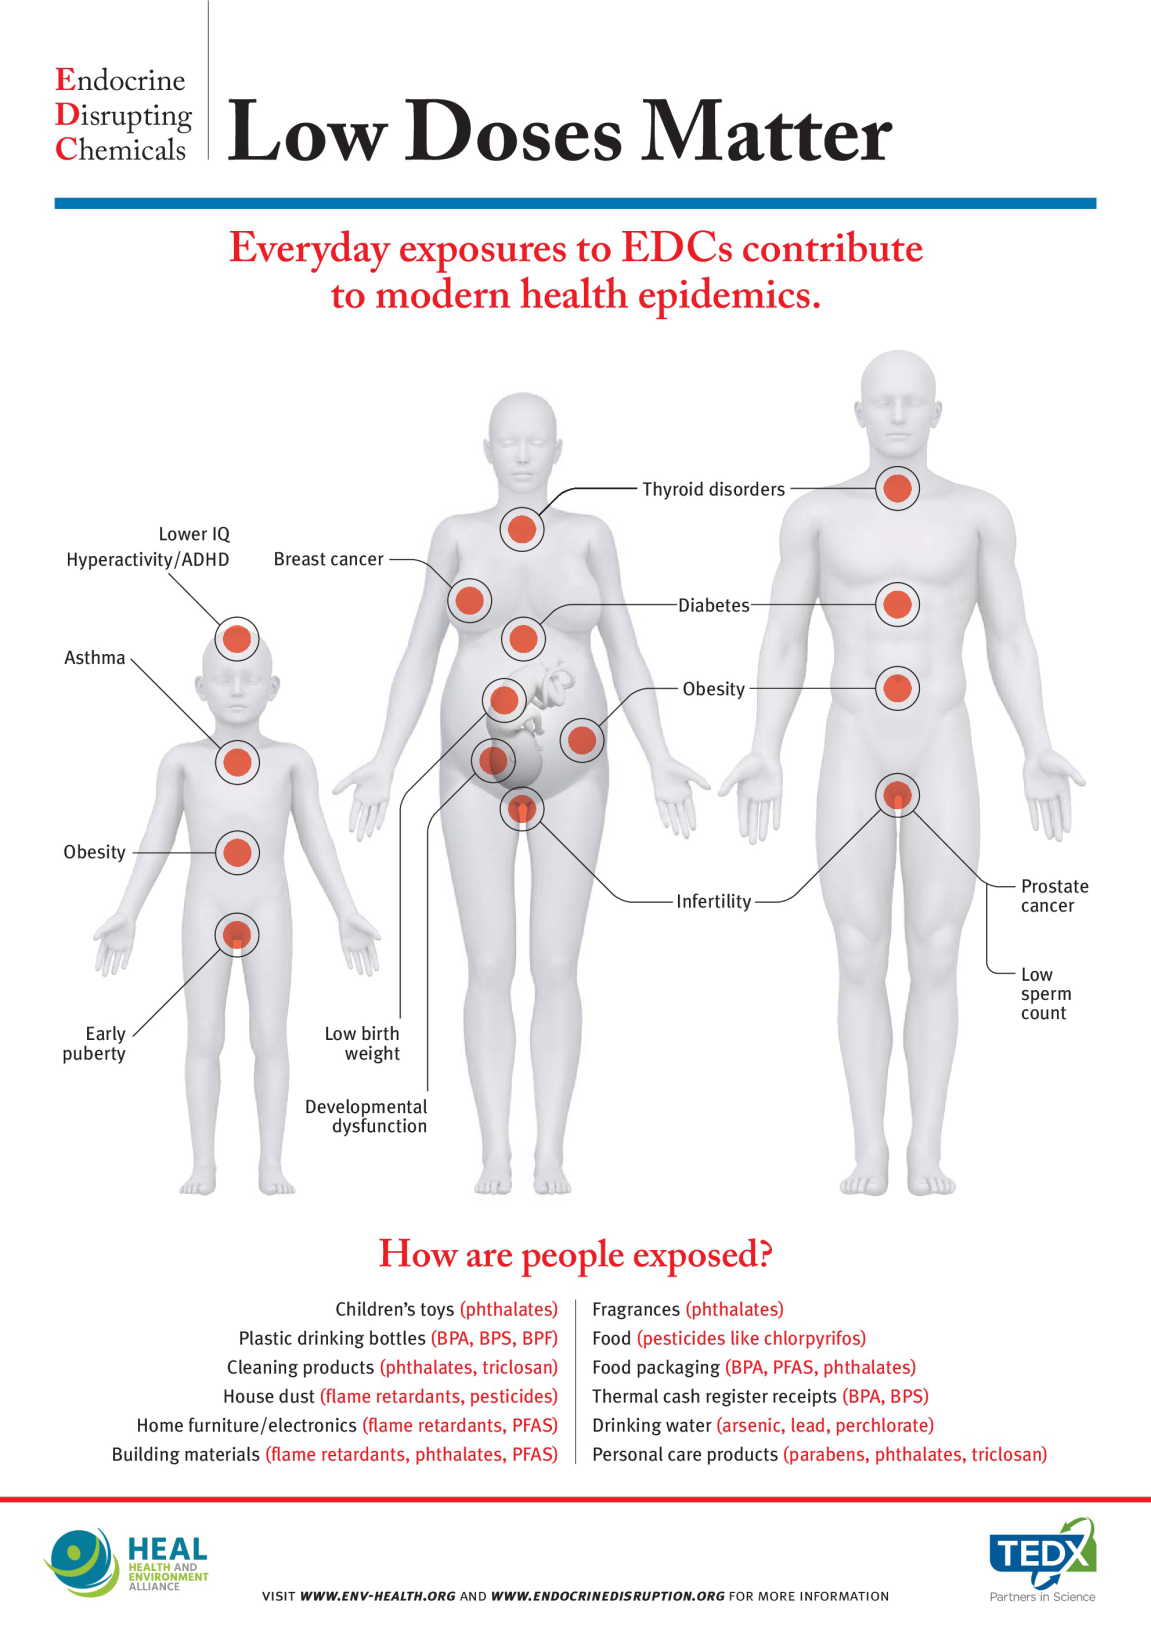 Endocrine
Disrupting
Chemicals
Low Doses Matter
Everyday exposures to EDCs contribute
to modern health epidemics.
Thyroid disorders
Lower IQ
Hyperactivity/ADHD
Breast cancer
Diabetes
Asthma
Obesity
Obesity
Infertility
Prostate
cancer
Low
sperm
count
Early
puberty
Low birth
weight
Developmental
dysfunction
How are people exposed?
Children's toys (phthalates)
Plastic drinking bottles (BPA, BPS, BPF)
Cleaning products (phthalates, triclosan)
House dust (flame retardants, pesticides)
Home furniture/electronics (flame retardants, PFAS)
Building materials (flame retardants, phthalates, PFAS)
Fragrances (phthalates)
Food (pesticides like chlorpyrifos)
Food packaging (BPA, PFAS, phthalates)
Thermal cash register receipts (BPA, BPS)
Drinking water (arsenic, lead, perchlorate)
Personal care products (parabens, phthalates, triclosan)
HEAL
HEALTH AND
ENVIRONMENT
ALLIANCE
VISIT WWW.ENV-HEALTH.ORG AND WWW.ENDOCRINEDISRUPTION.ORG FOR MORE INFORMATION
TEDX
Partners in Science